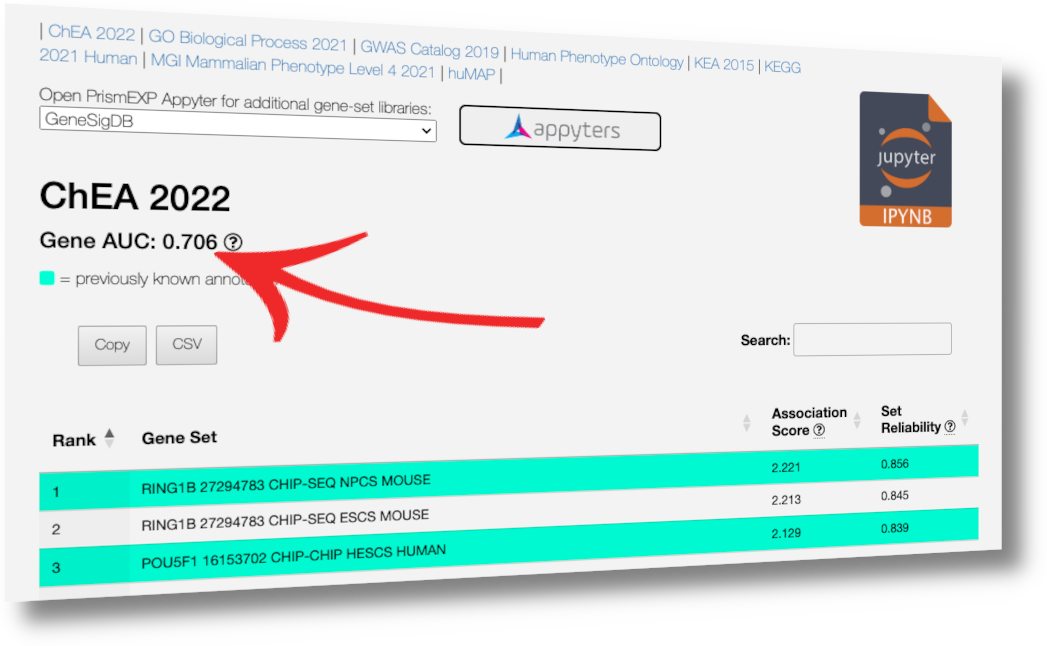 | ChEA 2022 | GO Biological Process 2021 | GWAS Catalog 2019 | Human Phenotype Ontology | KEA 2015 | KEGG
2021 Human | MGI Mammalian Phenotype Level 4 2021 | huMAP |
Open PrismEXP Appyter for additional gene-set libraries:
GeneSigDB
appyters
jupyter
IPYNB
ChEA 2022
Gene AUC: 0.706 ?
= previously known
Copy CSV
Search:
Rank Gene Set Association Score ? Set Reliability ?
1 RING1B 27294783 CHIP-SEQ NPCS MOUSE 2.221 0.856
2 RING1B 27294783 CHIP-SEQ ESCS MOUSE 2.213 0.845
3 POU5F1 16153702 CHIP-CHIP HESCS HUMAN 2.129 0.839